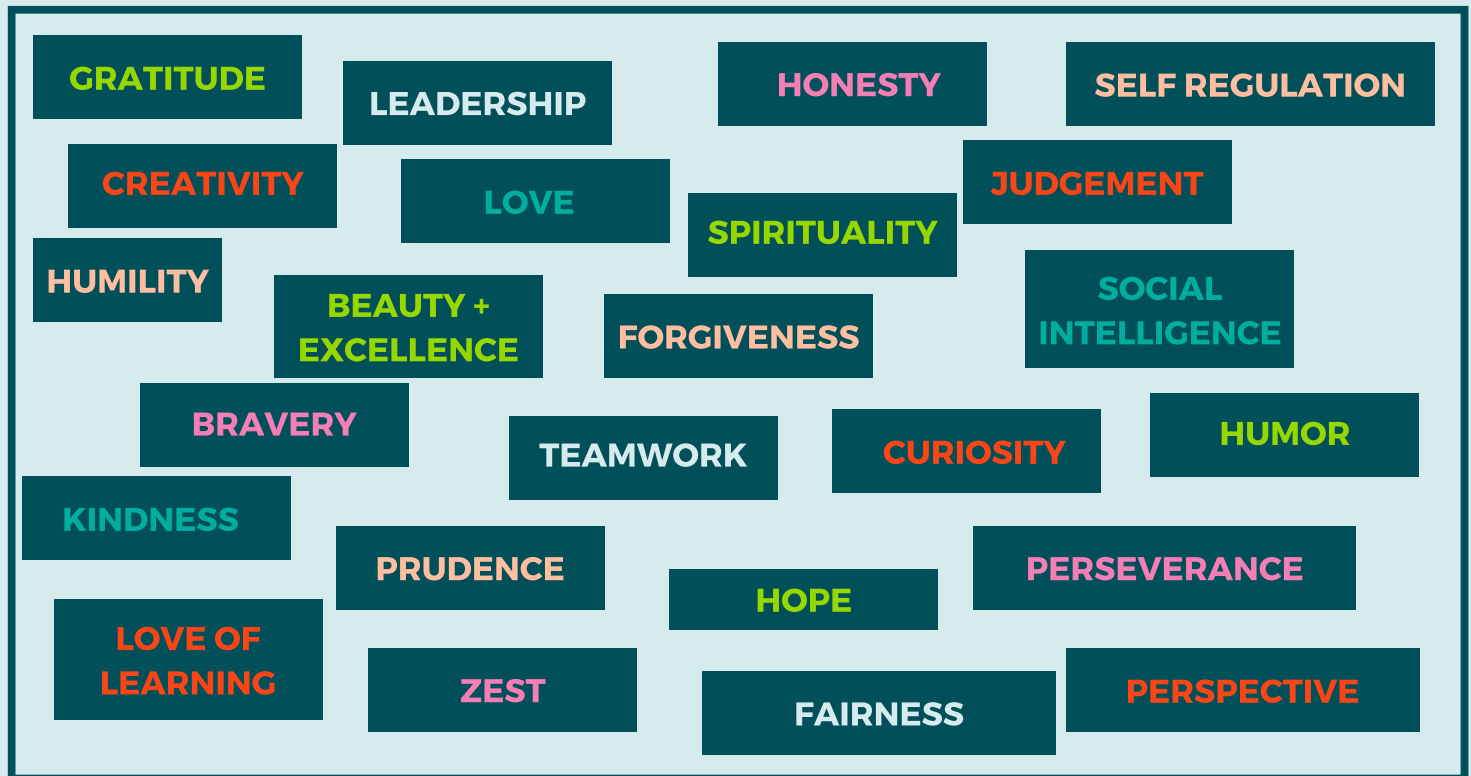 GRATITUDE
LEADERSHIP
HONESTY
SELF REGULATION
CREATIVITY
LOVE
SPIRITUALITY
JUDGEMENT
HUMILITY
BEAUTY +
EXCELLENCE
FORGIVENESS
SOCIAL
INTELLIGENCE
BRAVERY
TEAMWORK
CURIOSITY
HUMOR
KINDNESS
PRUDENCE
HOPE
PERSEVERANCE
LOVE OF
LEARNING
ZEST
FAIRNESS
PERSPECTIVE